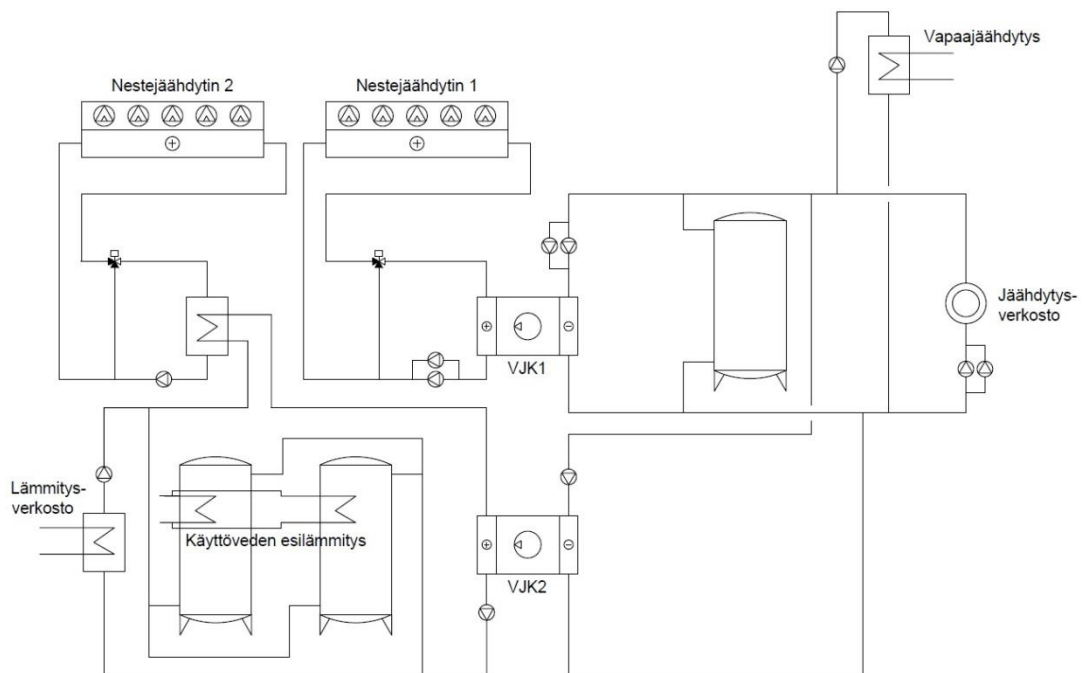 Vapaajäähdytys
Nestejäähdytin 2
Nestejäähdytin 1
Jäähdytys-
verkosto
VJK1
Lämmitys-
verkosto
Käyttöveden esilämmitys
VJK2